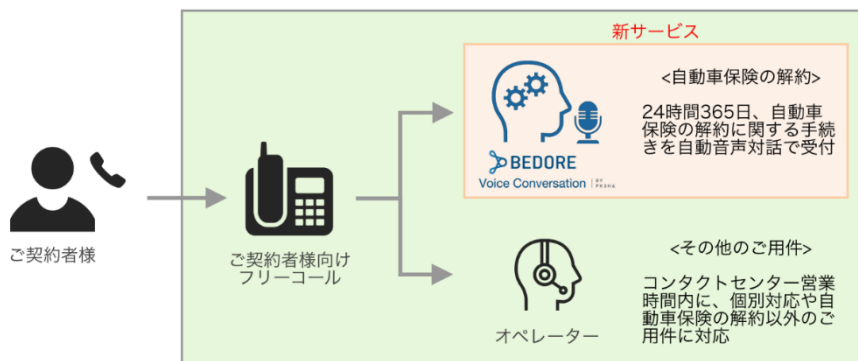 新サービス
<自動車保険の解約>
24時間365日、自動車
保険の解約に関する手続
きを自動音声対話で受付
BEDORE
Voice Conversation | BY PKSHA
ご契約者様
ご契約者様向け
フリーコール
オペレーター
<その他のご用件>
コンタクトセンター営業
時間内に、個別対応や自
動車保険の解約以外のご
用件に対応